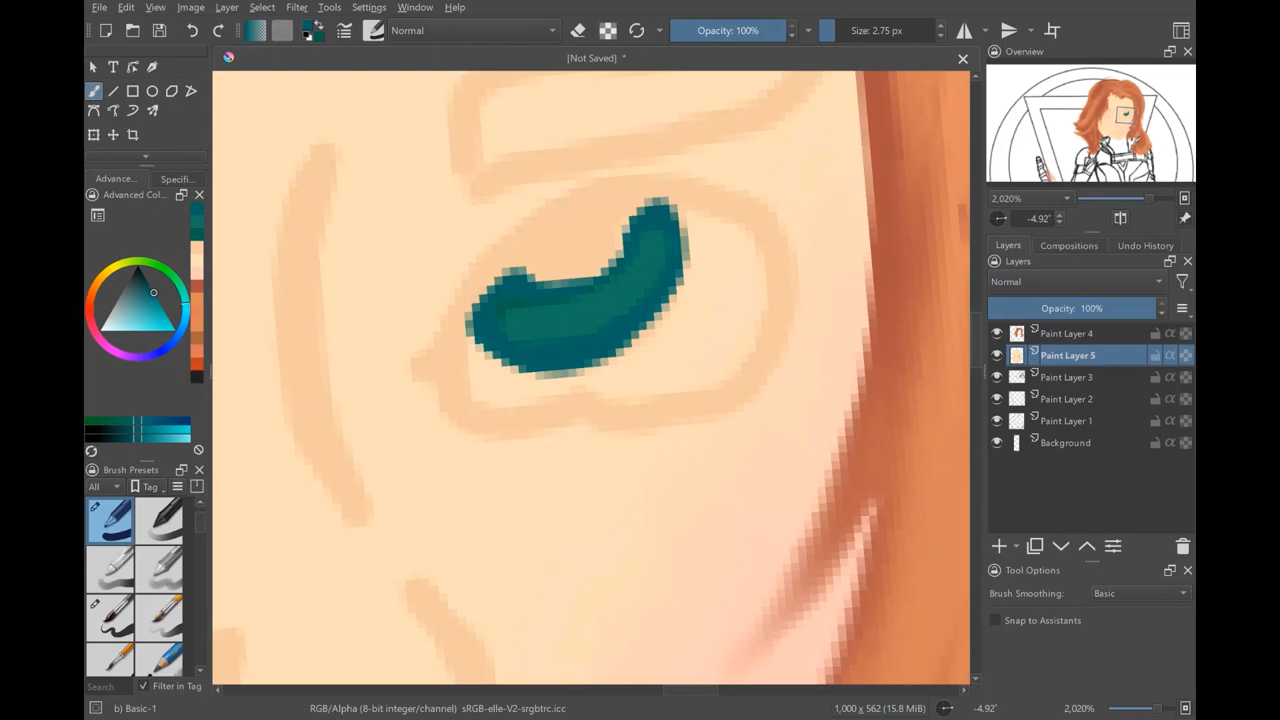 File Edit View Image Layer Select Filter Tools Settings Window Help
Normal Opacity: 100% Size: 2.75 px
[Not Saved] *
Overview
2,020%
-4.92°
Advance... Specifi...
Advanced Col...
Layers Compositions Undo History
Layers
Normal
Opacity: 100%
Paint Layer 4
Paint Layer 5
Paint Layer 3
Paint Layer 2
Paint Layer 1
Background
Brush Presets
All Tag
Tool Options
Brush Smoothing: Basic
Snap to Assistants
Search Filter in Tag
b) Basic-1 RGB/Alpha (8-bit integer/channel) sRGB-elle-V2-srgbtrc.icc 1,000 x 562 (15.8 MiB) -4.92° 2,020%